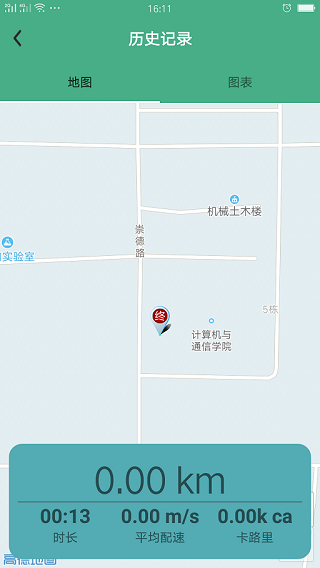 16:11
历史记录
地图
图表
机械土木楼
崇德路
实验室
5栋
终
计算机与
通信学院
0.00 km
00:13
0.00 m/s
0.00k ca
时长
平均配速
卡路里
高德地图